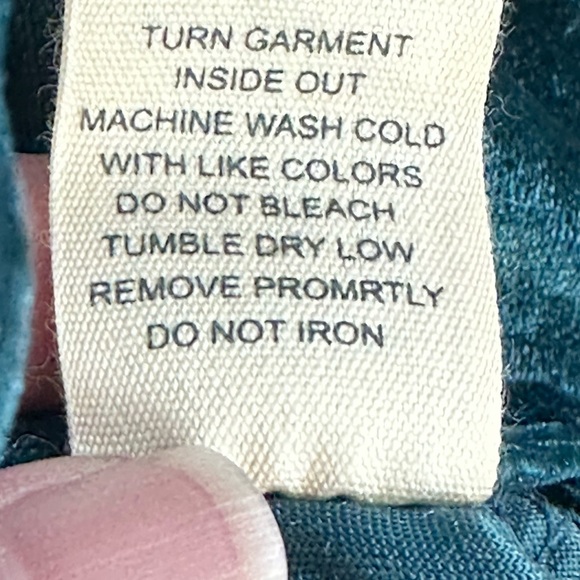 TURN GARMENT
INSIDE OUT
MACHINE WASH COLD
WITH LIKE COLORS
DO NOT BLEACH
TUMBLE DRY LOW
REMOVE PROMRTLY
DO NOT IRON